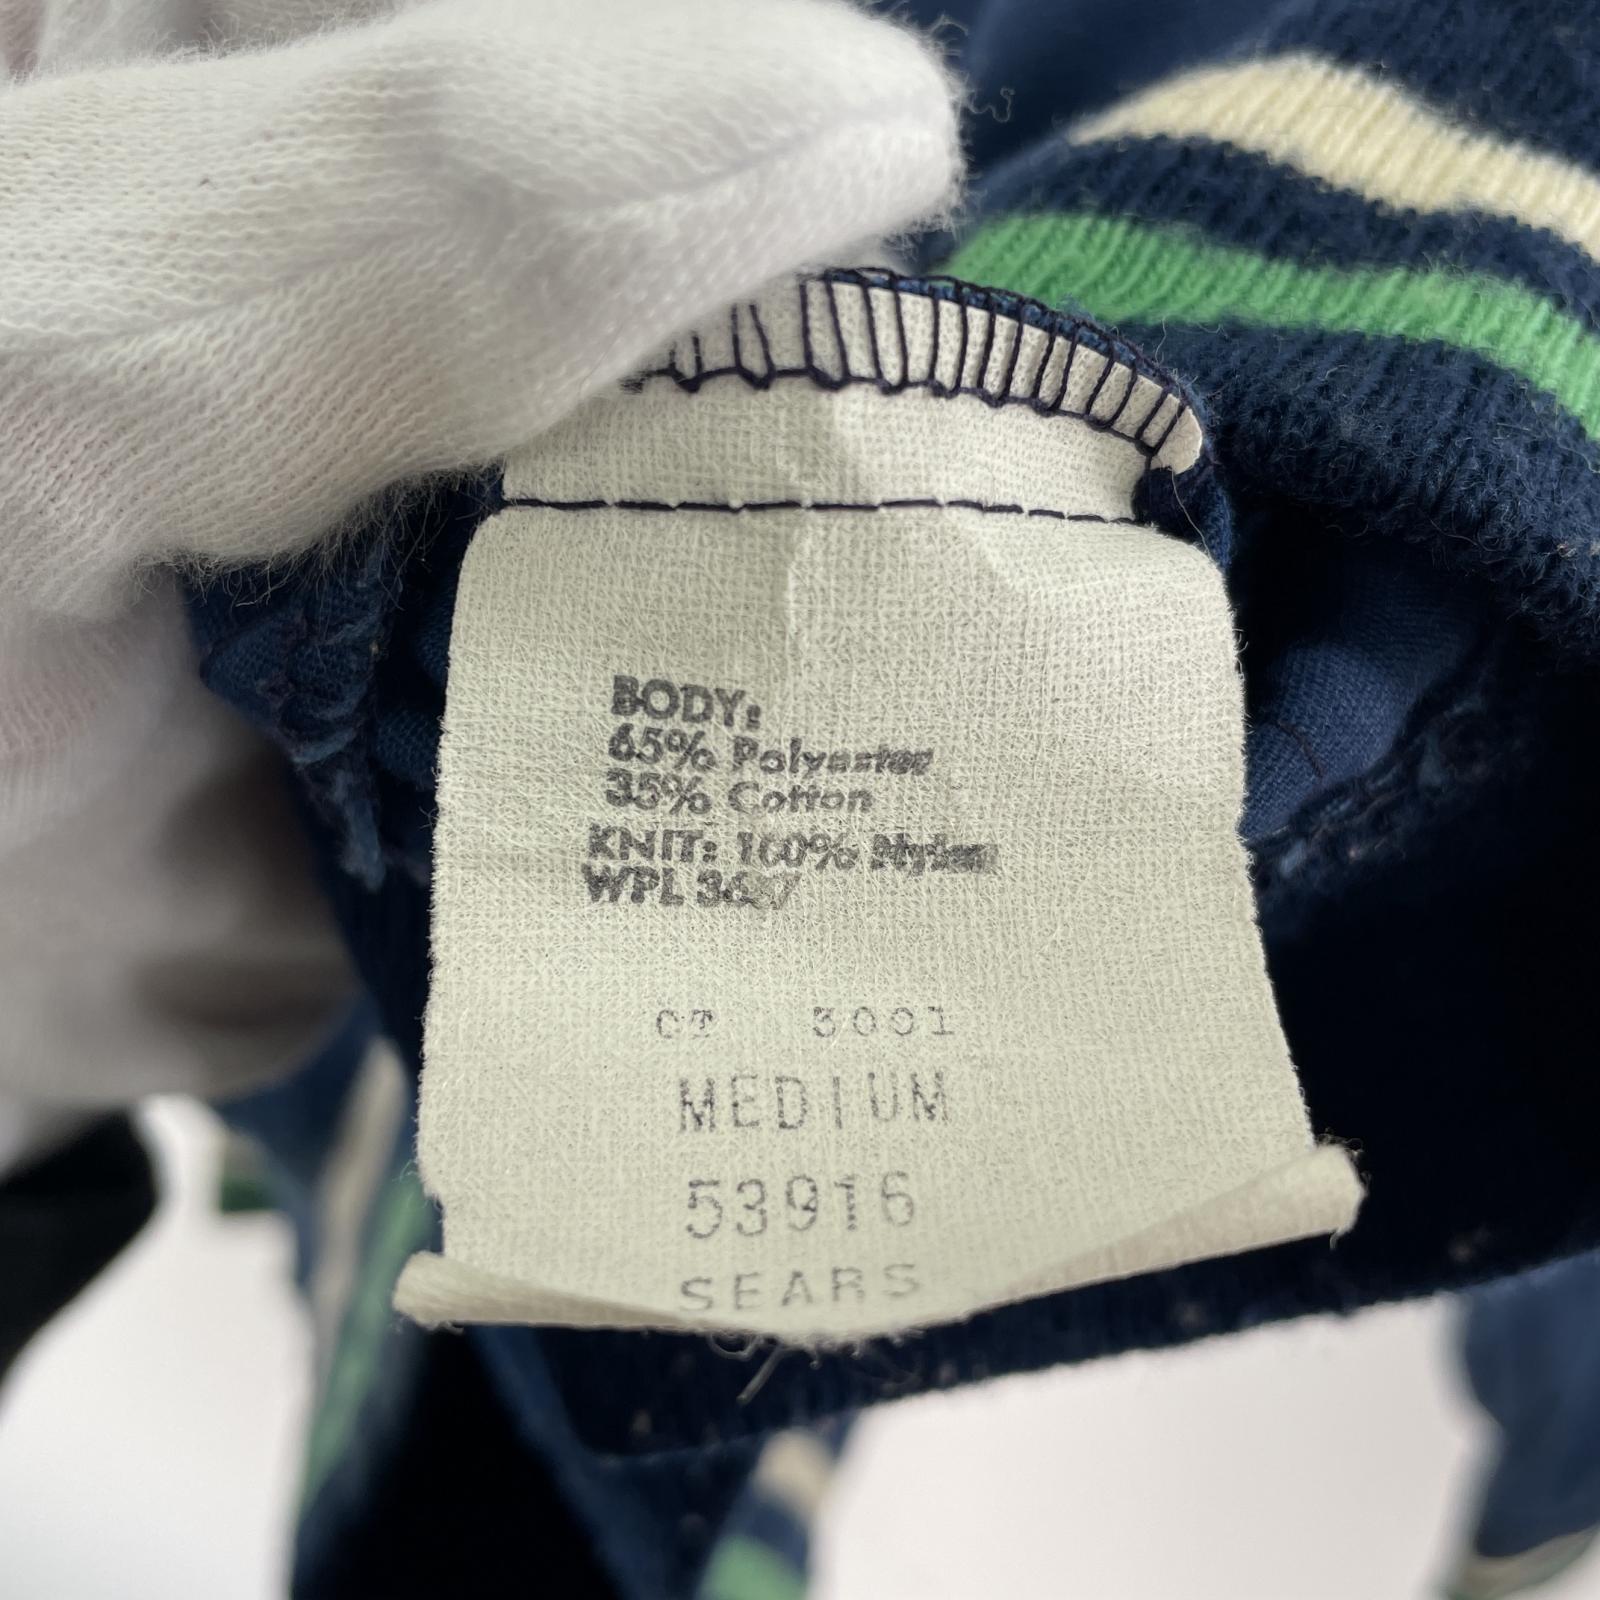 BODY:
65% Polyester
35% Cotton
KNIT: 100% Nylon
WPL
CT 3001
MEDIUM
53916
SEARS